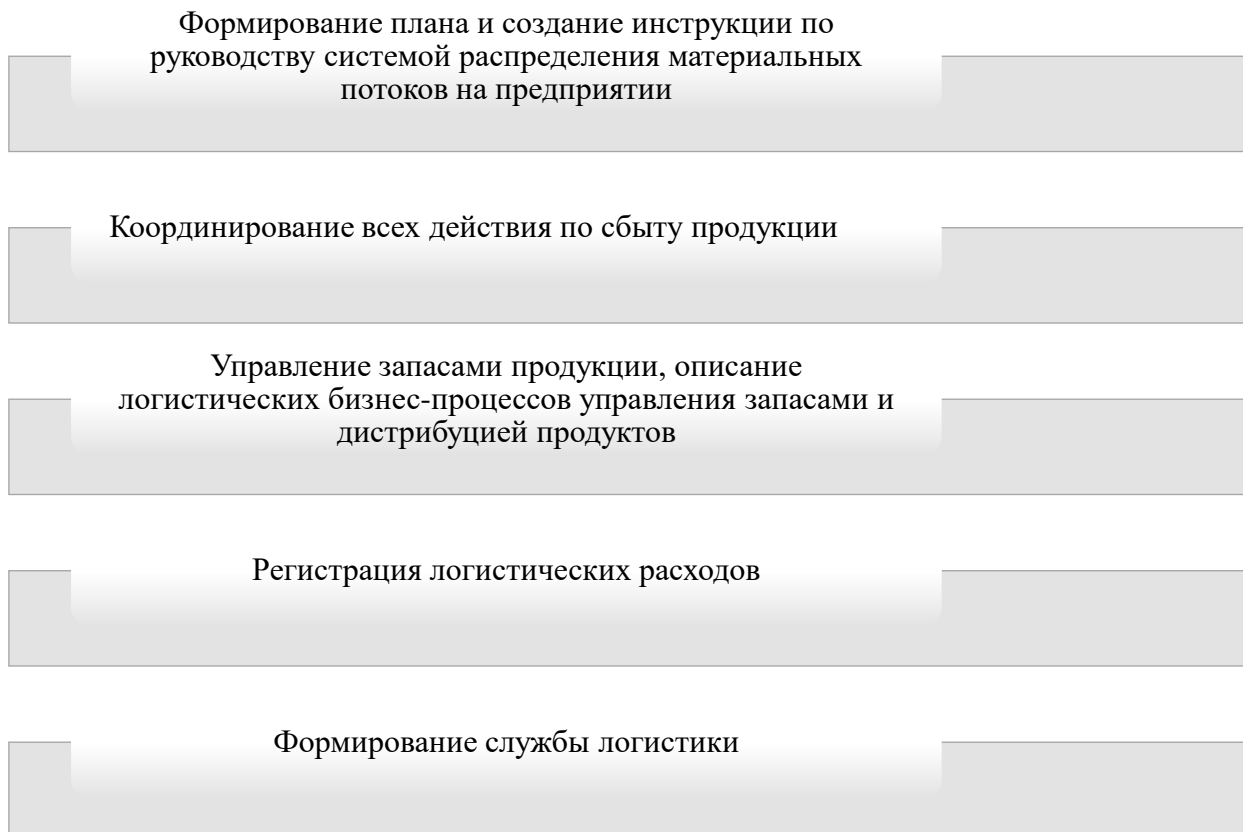 Формирование плана и создание инструкции по
руководству системой распределения материальных
потоков на предприятии
Координирование всех действия по сбыту продукции
Управление запасами продукции, описание
логистических бизнес-процессов управления запасами и
дистрибуцией продуктов
Регистрация логистических расходов
Формирование службы логистики